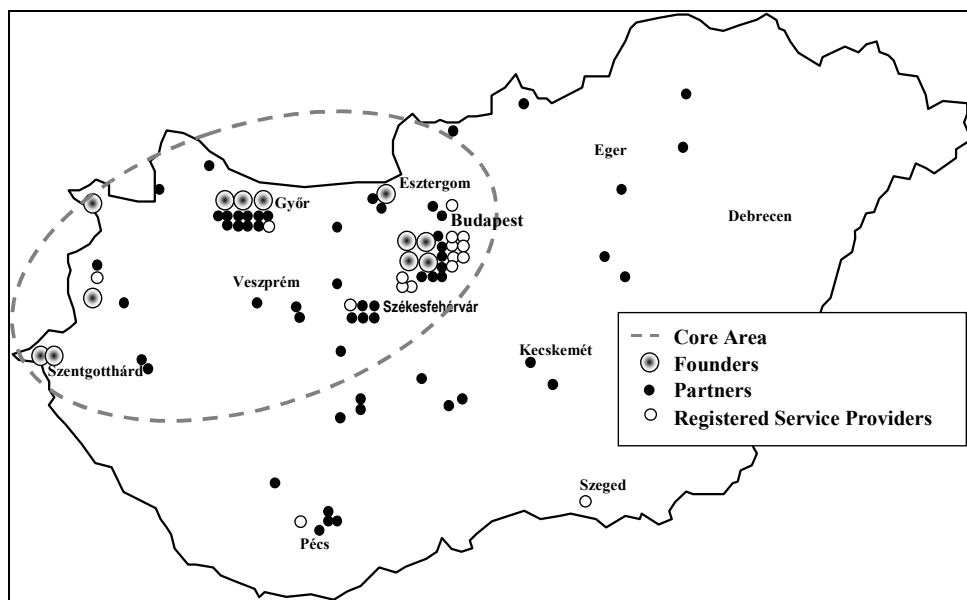 Esztergom
Eger
Győr
Budapest
Debrecen
Veszprém
Székesfehérvár
Szentgotthárd
Kecskemét
Core Area
Founders
Partners
Registered Service Providers
Szeged
Pécs